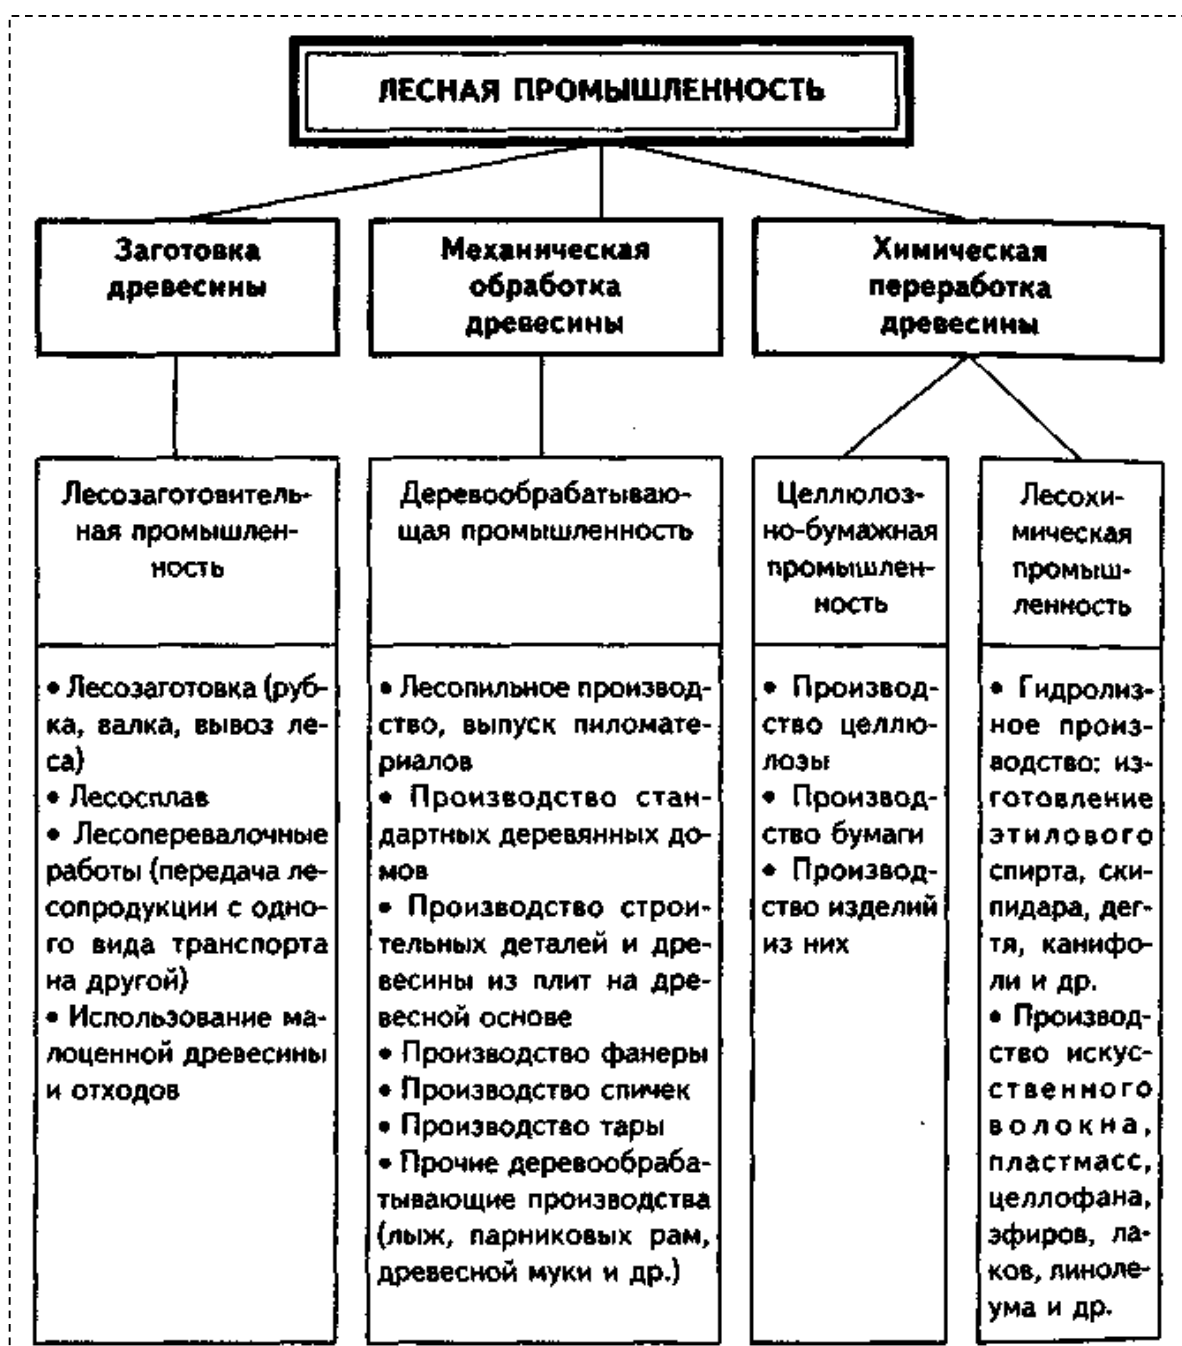 ЛЕСНАЯ ПРОМЫШЛЕННОСТЬ
Заготовка
древесины
Механическая
обработка
древесины
Химическая
переработка
древесины
Лесозаготовитель-
ная промышлен-
ность
• Лесозаготовка (руб-
ка, валка, вывоз ле-
са)
• Лесосплав
• Лесоперевалочные
работы (передача ле-
сопродукции с одно-
го вида транспорта
на другой)
• Использование ма-
лоценной древесины
и отходов
Деревообрабатываю-
щая промышленность
• Лесопильное производ-
ство, выпуск пиломате-
риалов
• Производство стан-
дартных деревянных до-
мов
• Производство строи-
тельных деталей и дре-
весины из плит на дре-
весной основе
• Производство фанеры
• Производство спичек
• Производство тары
• Прочие деревообраба-
тывающие производства
(лыж, парниковых рам,
древесной муки и др.)
Целлюлоз-
но-бумажная
промышлен-
ность
• Производ-
ство целлю-
лозы
• Производ-
ство бумаги
• Производ-
ство изделий
из них
Лесохи-
мическая
промыш-
ленность
• Гидролиз-
ное произ-
водство: из-
готовление
этилового
спирта, ски-
пидара, дег-
тя, канифо-
ли и др.
• Производ-
ство искус-
ственного
волокна,
пластмасс,
целлофана,
эфиров, ла-
ков, линоле-
ума и др.